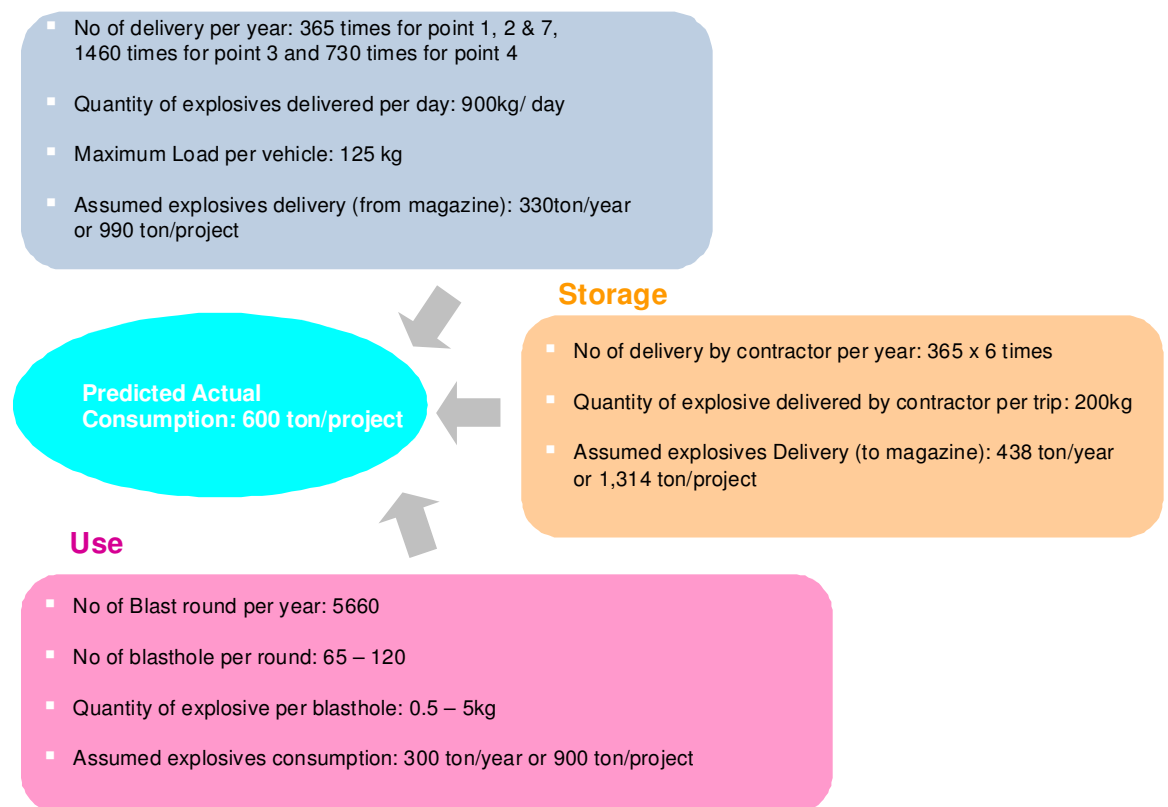 No of delivery per year: 365 times for point 1, 2 & 7,
1460 times for point 3 and 730 times for point 4
Quantity of explosives delivered per day: 900kg/ day
Maximum Load per vehicle: 125 kg
Assumed explosives delivery (from magazine): 330ton/year
or 990 ton/project
Storage
No of delivery by contractor per year: 365 x 6 times
Quantity of explosive delivered by contractor per trip: 200kg
Assumed explosives Delivery (to magazine): 438 ton/year
or 1,314 ton/project
Predicted Actual
Consumption: 600 ton/project
Use
No of Blast round per year: 5660
No of blasthole per round: 65 – 120
Quantity of explosive per blasthole: 0.5 – 5kg
Assumed explosives consumption: 300 ton/year or 900 ton/project